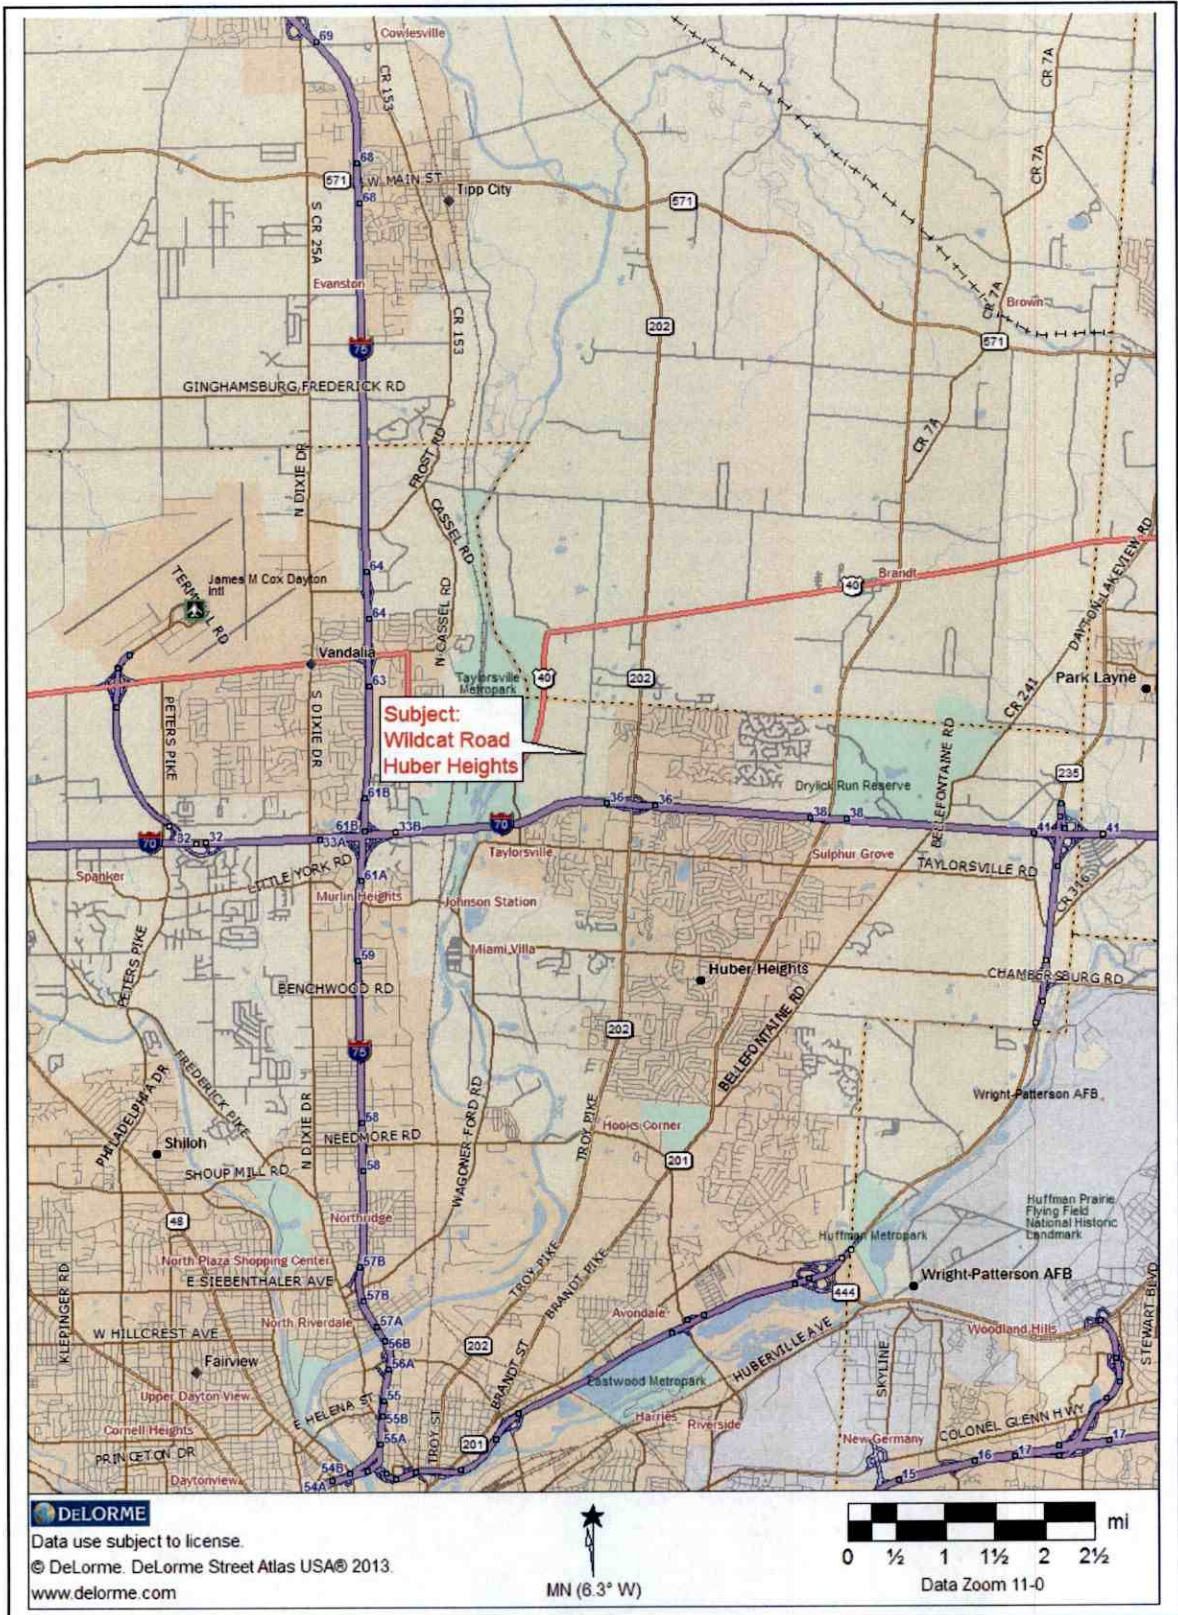 Cowlesville
69
CR 153
CR 7A
CR 7A
68
571
W MAIN ST
Tipp City
68
571
S CR 25A
Evanston
CR 7A
Brown
CR 153
202
571
75
GINGHAMSBURG FREDERICK RD
CR 7A
FROST RD
N DIXIE DR
CASSEL RD
DAYTON-LAKEVIEW RD
64
James M Cox Dayton
Intl
TERMINAL RD
Brandt
40
N CASSEL RD
64
Vandalia
Taylorsville
Metropark
40
202
63
Park Layne
CR 241
PETERS PIKE
S DIXIE DR
Subject:
Wildcat Road
Huber Heights
BELLEFONTAINE RD
235
Drylick Run Reserve
61B
36
36
38
38
61B
33B
70
41
41
70
32
32
33A
Taylorsville
Sulphur Grove
TAYLORSVILLE RD
Spanker
LITTLE YORK RD
61A
Murlin Heights
Johnson Station
CR 316
Miami Villa
PETERS PIKE
59
Huber Heights
CHAMBERSBURG RD
BENCHWOOD RD
202
75
BELLEFONTAINE RD
FREDERICK PIKE
PHILADELPHIA DR
WAGONER FORD RD
Wright-Patterson AFB
58
N DIXIE DR
NEEDMORE RD
TROY PIKE
Hooks Corner
Shiloh
SHOUP MILL RD
58
201
48
Northridge
Huffman Prairie
Flying Field
National Historic
Landmark
Huffman Metropark
North Plaza Shopping Center
57B
E SIEBENTHALER AVE
TROY PIKE
BRANDT PIKE
Wright-Patterson AFB
444
KLEPINGER RD
57B
Avondale
STEWART BLVD
North Riverdale
57A
W HILLCREST AVE
56B
202
HUBERVILLE AVE
Woodland Hills
Fairview
56A
BRANDT ST
SKYLINE
Eastwood Metropark
Upper Dayton View
55
E HELENA ST
55B
TROY ST
Harries
Riverside
COLONEL GLENN HWY
Cornell Heights
55A
201
New Germany
PRINCETON DR
17
17
16
54B
15
Daytonview
54A
DELORME
Data use subject to license.
© DeLorme. DeLorme Street Atlas USA® 2013.
www.delorme.com
MN (6.3° W)
mi
0 ½ 1 1½ 2 2½
Data Zoom 11-0